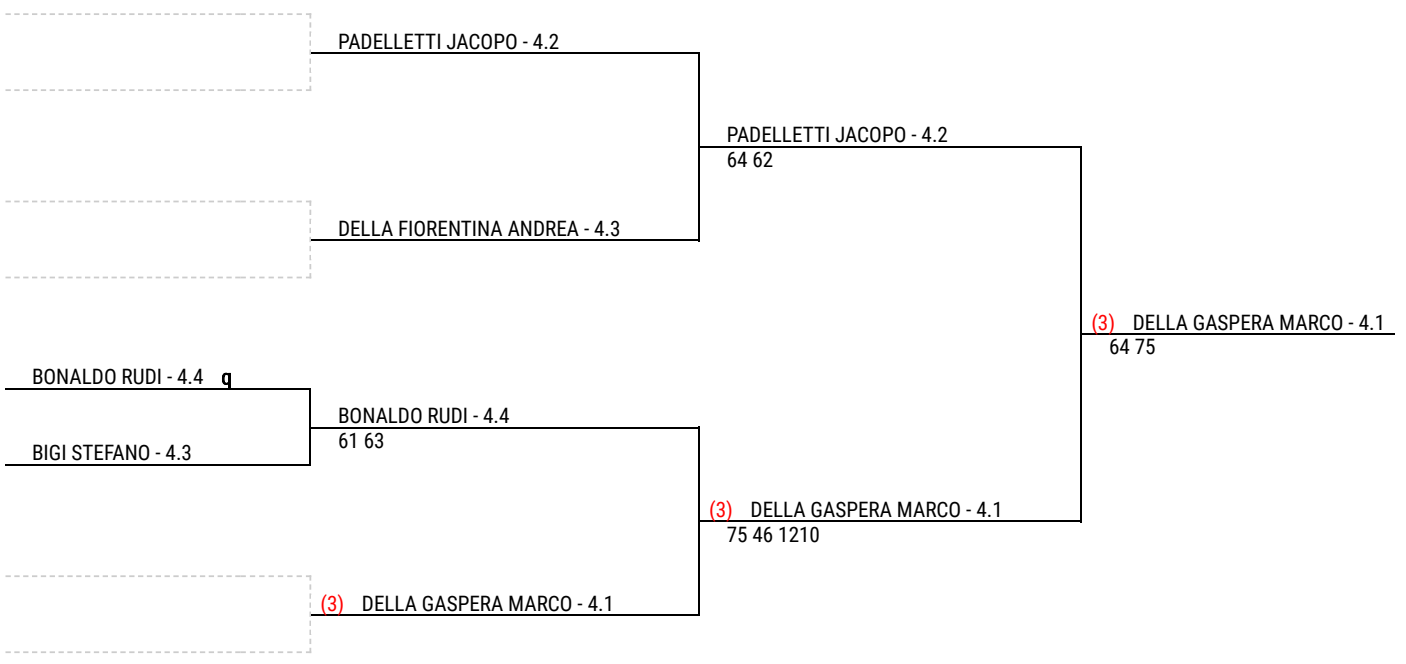 PADELLETTI JACOPO - 4.2
PADELLETTI JACOPO - 4.2
64 62
DELLA FIORENTINA ANDREA - 4.3
(3) DELLA GASPERA MARCO - 4.1
64 75
BONALDO RUDI - 4.4 q
BONALDO RUDI - 4.4
61 63
BIGI STEFANO - 4.3
(3) DELLA GASPERA MARCO - 4.1
75 46 1210
(3) DELLA GASPERA MARCO - 4.1